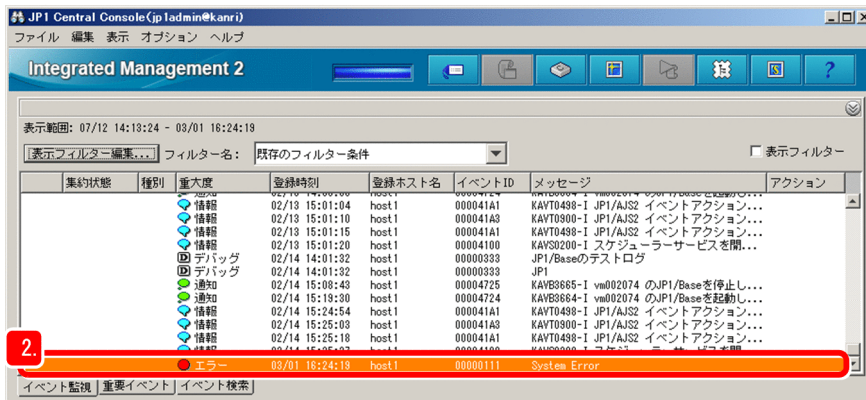 JP1 Central Console(jp1admin@kanri)
ファイル 編集 表示 オプション ヘルプ
Integrated Management 2
表示範囲: 07/12 14:13:24 - 03/01 16:24:19
表示フィルター編集... フィルター名: 既存のフィルター条件 表示フィルター
集約状態 種別 重大度 登録時刻 登録ホスト名 イベントID メッセージ アクション
情報 02/13 15:01:04 host1 000041A1 KAVT0498-I JP1/AJS2 イベントアクション...
情報 02/13 15:01:10 host1 000041A3 KAVT0900-I JP1/AJS2 イベントアクション...
情報 02/13 15:01:15 host1 000041A1 KAVT0498-I JP1/AJS2 イベントアクション...
情報 02/13 15:01:20 host1 00004100 KAVS0200-I スケジューラーサービスを開...
デバッグ 02/14 14:01:32 host1 00000333 JP1/Baseのテストログ
デバッグ 02/14 14:01:32 host1 00000333 JP1
通知 02/14 15:08:43 host1 00004725 KAVB3665-I vm002074 のJP1/Baseを停止し...
通知 02/14 15:19:30 host1 00004724 KAVB3664-I vm002074 のJP1/Baseを起動し...
情報 02/14 15:24:54 host1 000041A1 KAVT0498-I JP1/AJS2 イベントアクション...
情報 02/14 15:25:03 host1 000041A3 KAVT0900-I JP1/AJS2 イベントアクション...
情報 02/14 15:25:18 host1 000041A1 KAVT0498-I JP1/AJS2 イベントアクション...
2.
エラー 03/01 16:24:19 host1 00000111 System Error
イベント監視 重要イベント イベント検索